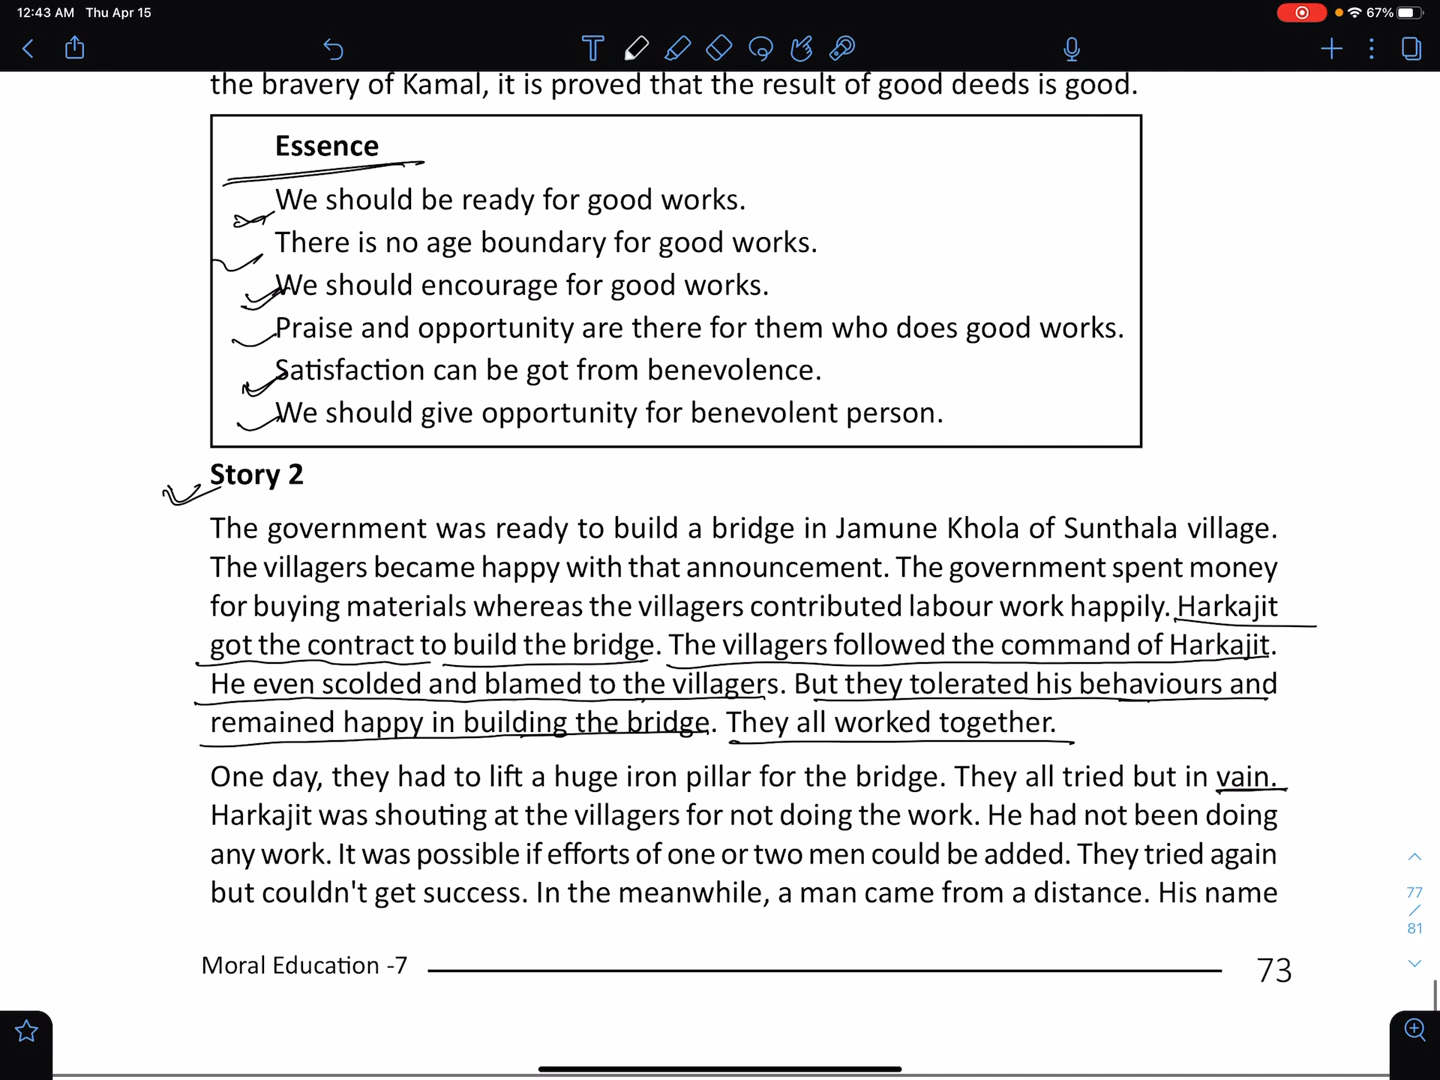 12:43 AM Thu Apr 15
67%
the bravery of Kamal, it is proved that the result of good deeds is good.
Essence
We should be ready for good works.
There is no age boundary for good works.
We should encourage for good works.
Praise and opportunity are there for them who does good works.
Satisfaction can be got from benevolence.
We should give opportunity for benevolent person.
Story 2
The government was ready to build a bridge in Jamune Khola of Sunthala village.
The villagers became happy with that announcement. The government spent money
for buying materials whereas the villagers contributed labour work happily. Harkajit
got the contract to build the bridge. The villagers followed the command of Harkajit.
He even scolded and blamed to the villagers. But they tolerated his behaviours and
remained happy in building the bridge. They all worked together.
One day, they had to lift a huge iron pillar for the bridge. They all tried but in vain.
Harkajit was shouting at the villagers for not doing the work. He had not been doing
any work. It was possible if efforts of one or two men could be added. They tried again
but couldn't get success. In the meanwhile, a man came from a distance. His name
77
/
81
Moral Education -7 73